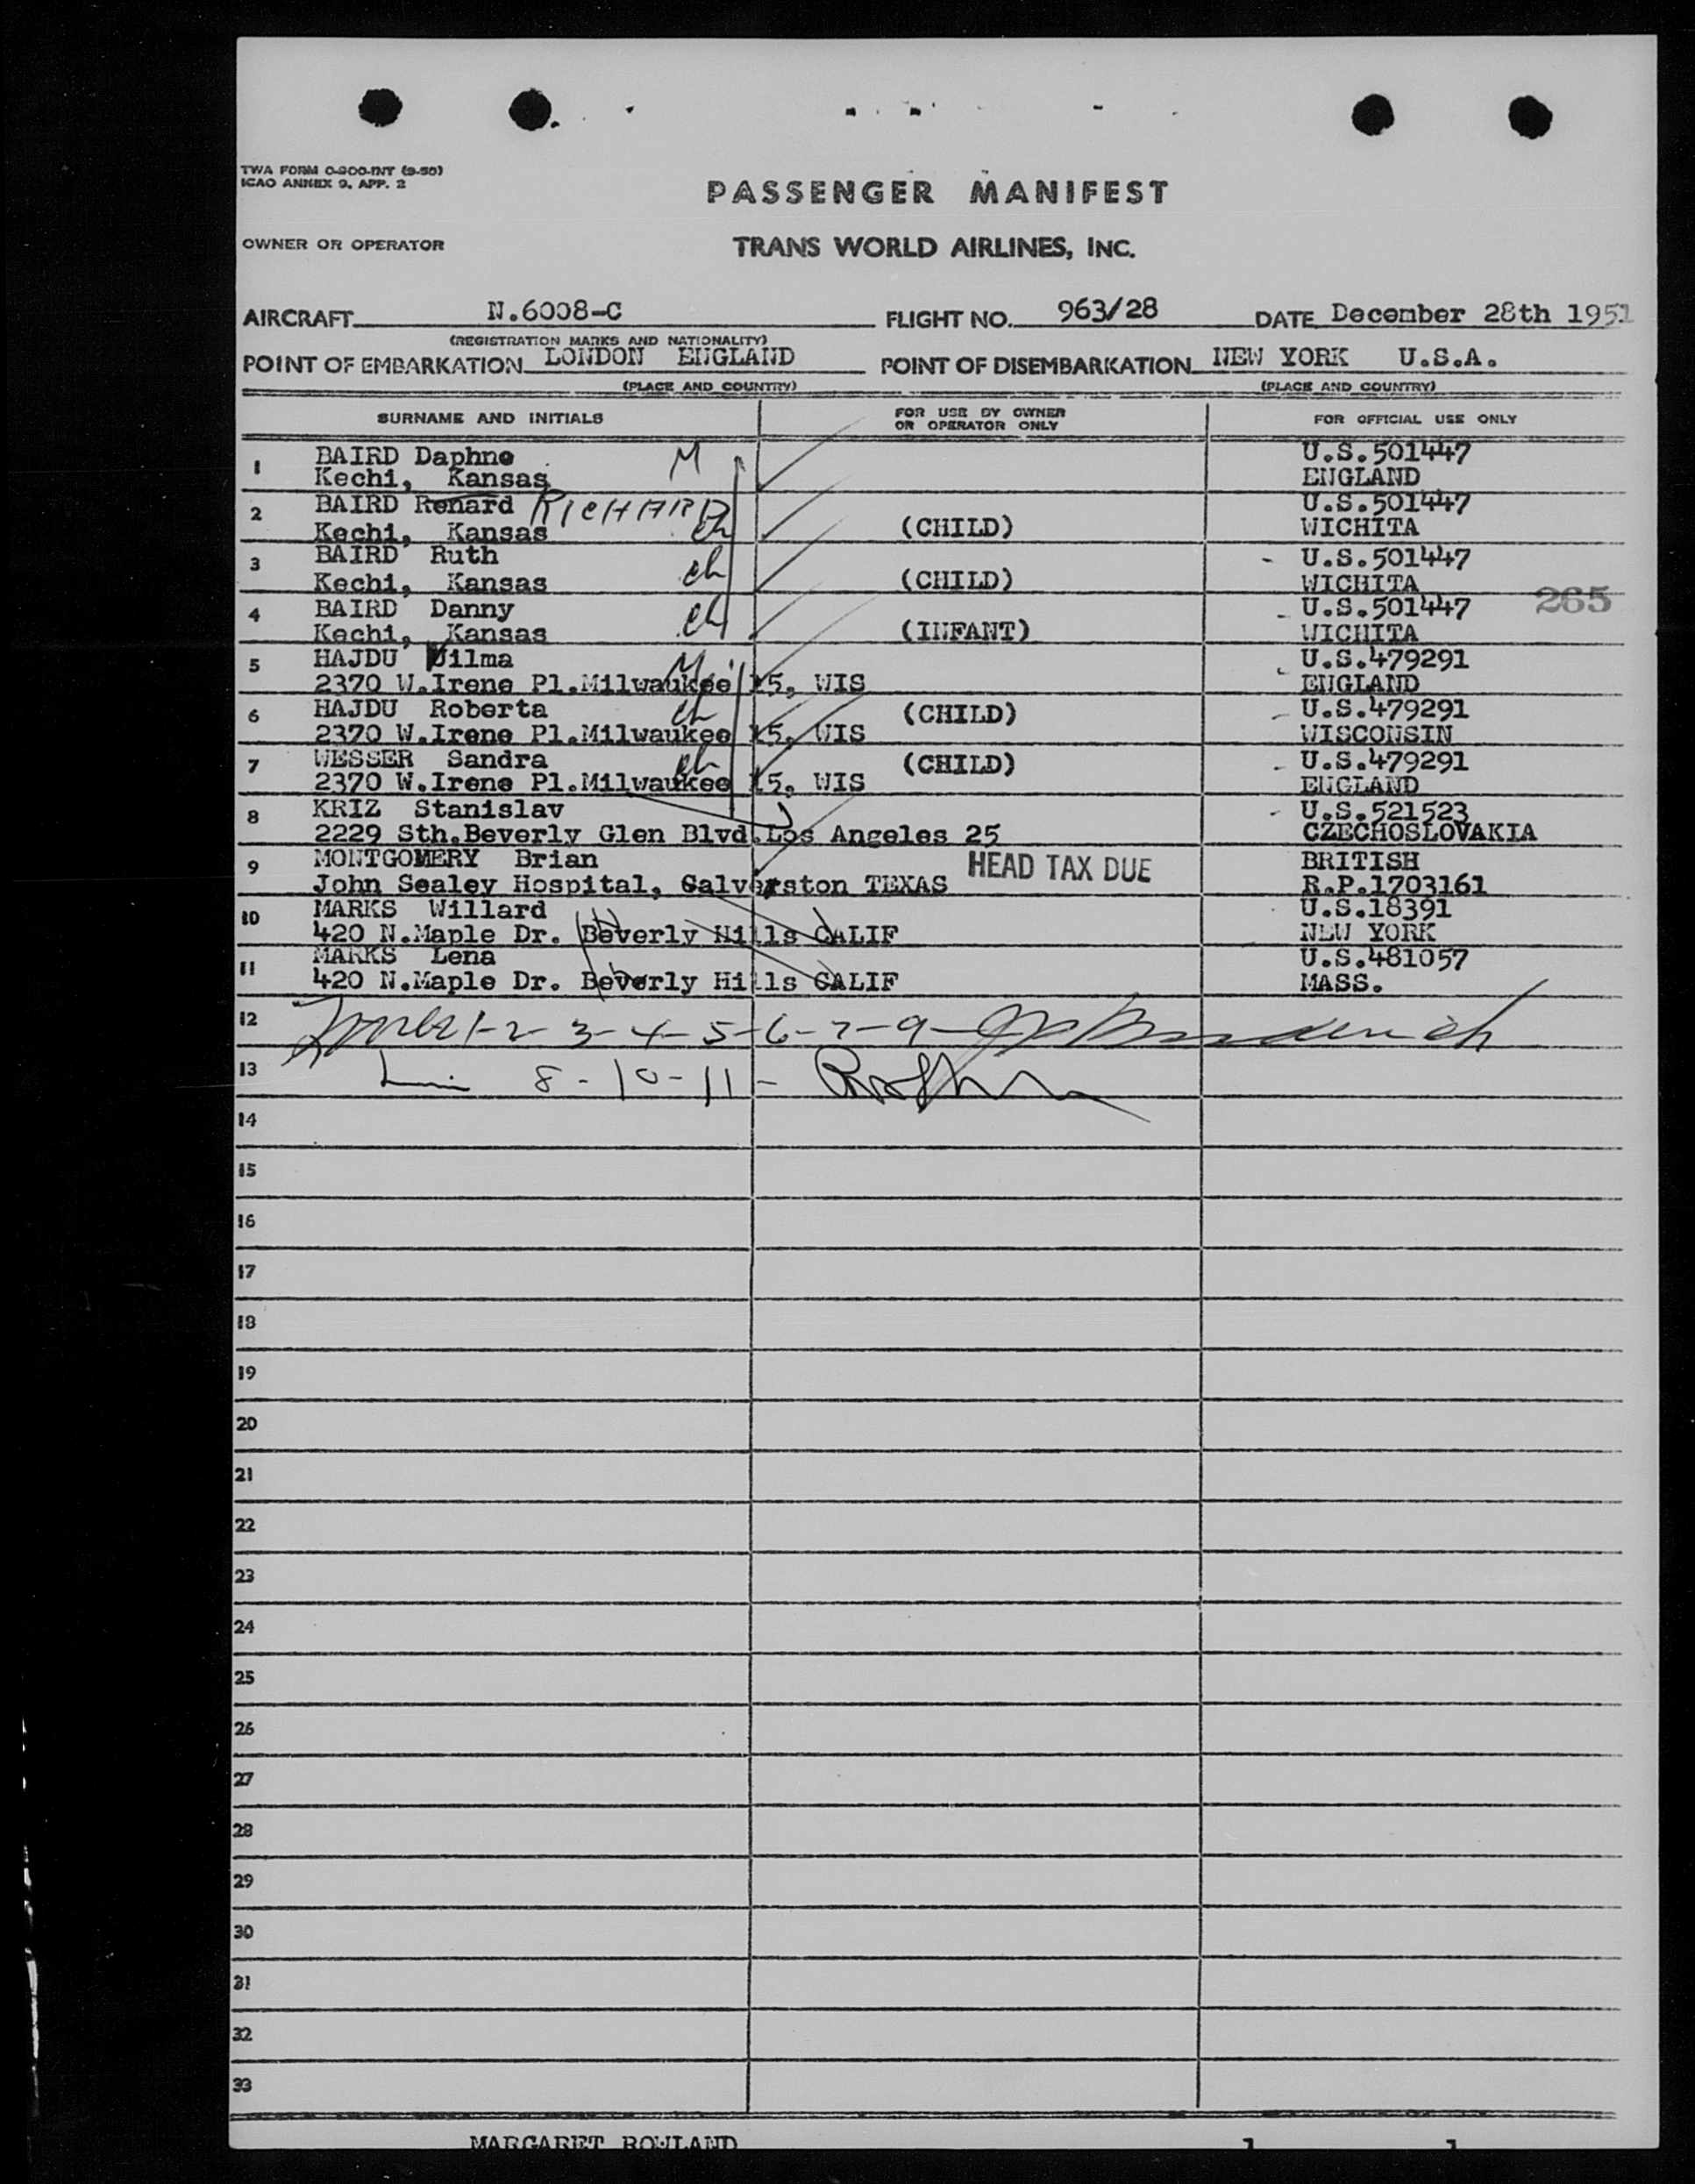 TWA FORM O-200-INT (9-50)
ICAO ANNEX 9, APP. 2
PASSENGER MANIFEST
OWNER OR OPERATOR TRANS WORLD AIRLINES, INC.
AIRCRAFT N.6008-C FLIGHT NO. 963/28 DATE December 28th 1951
(REGISTRATION MARKS AND NATIONALITY)
POINT OF EMBARKATION LONDON ENGLAND POINT OF DISEMBARKATION NEW YORK U.S.A.
(PLACE AND COUNTRY) (PLACE AND COUNTRY)
SURNAME AND INITIALS FOR USE BY OWNER OR OPERATOR ONLY FOR OFFICIAL USE ONLY
1 BAIRD Daphne M U.S.501447
Kechi, Kansas ENGLAND
2 BAIRD Renard RICHARD U.S.501447
Kechi, Kansas ch (CHILD) WICHITA
3 BAIRD Ruth ch - U.S.501447
Kechi, Kansas (CHILD) WICHITA
265
4 BAIRD Danny ch - U.S.501447
Kechi, Kansas (INFANT) WICHITA
5 HAJDU Wilma M U.S.479291
2370 W.Irene Pl.Milwaukee 15, WIS ENGLAND
6 HAJDU Roberta ch (CHILD) - U.S.479291
2370 W.Irene Pl.Milwaukee 15, WIS WISCONSIN
7 WESSER Sandra ch (CHILD) - U.S.479291
2370 W.Irene Pl.Milwaukee 15, WIS ENGLAND
8 KRIZ Stanislav - U.S.521523
2229 Sth.Beverly Glen Blvd.Los Angeles 25 CZECHOSLOVAKIA
9 MONTGOMERY Brian HEAD TAX DUE BRITISH
John Sealey Hospital, Galverston TEXAS R.P.1703161
10 MARKS Willard U.S.18391
420 N.Maple Dr. Beverly Hills CALIF NEW YORK
11 MARKS Lena U.S.481057
420 N.Maple Dr. Beverly Hills CALIF MASS.
12 1-2-3-4-5-6-7-9-
13 8-10-11-
14
15
16
17
18
19
20
21
22
23
24
25
26
27
28
29
30
31
32
33
MARGARET ROWLAND 1 1